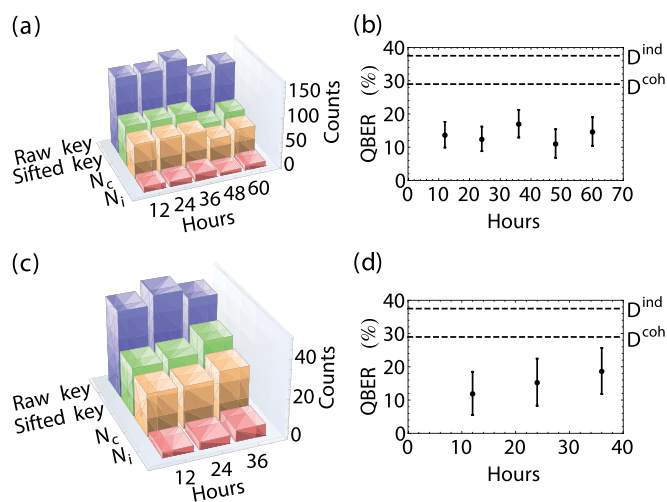 (a)
150
100
50
0
Counts
Raw key
Sifted key
N_c
N_i
12 24 36 48 60
Hours
(b)
40
30
20
10
0
QBER (%)
D^ind
D^coh
0 10 20 30 40 50 60 70
Hours
(c)
40
20
0
Counts
Raw key
Sifted key
N_c
N_i
12 24 36
Hours
(d)
40
30
20
10
0
QBER (%)
D^ind
D^coh
0 10 20 30 40
Hours